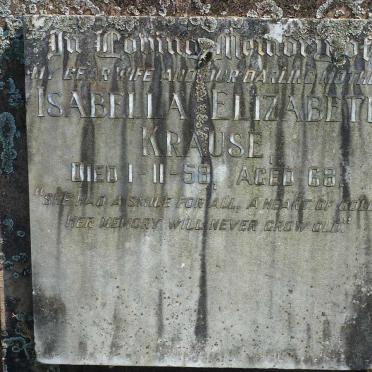 In Loving Memory of
MY DEAR WIFE AND OUR DARLING MOTHER
ISABELLA ELIZABETH
KRAUSE,
DIED 1-11-58, AGED 68.
"SHE HAD A SMILE FOR ALL, A HEART OF GOLD
HER MEMORY WILL NEVER GROW OLD."